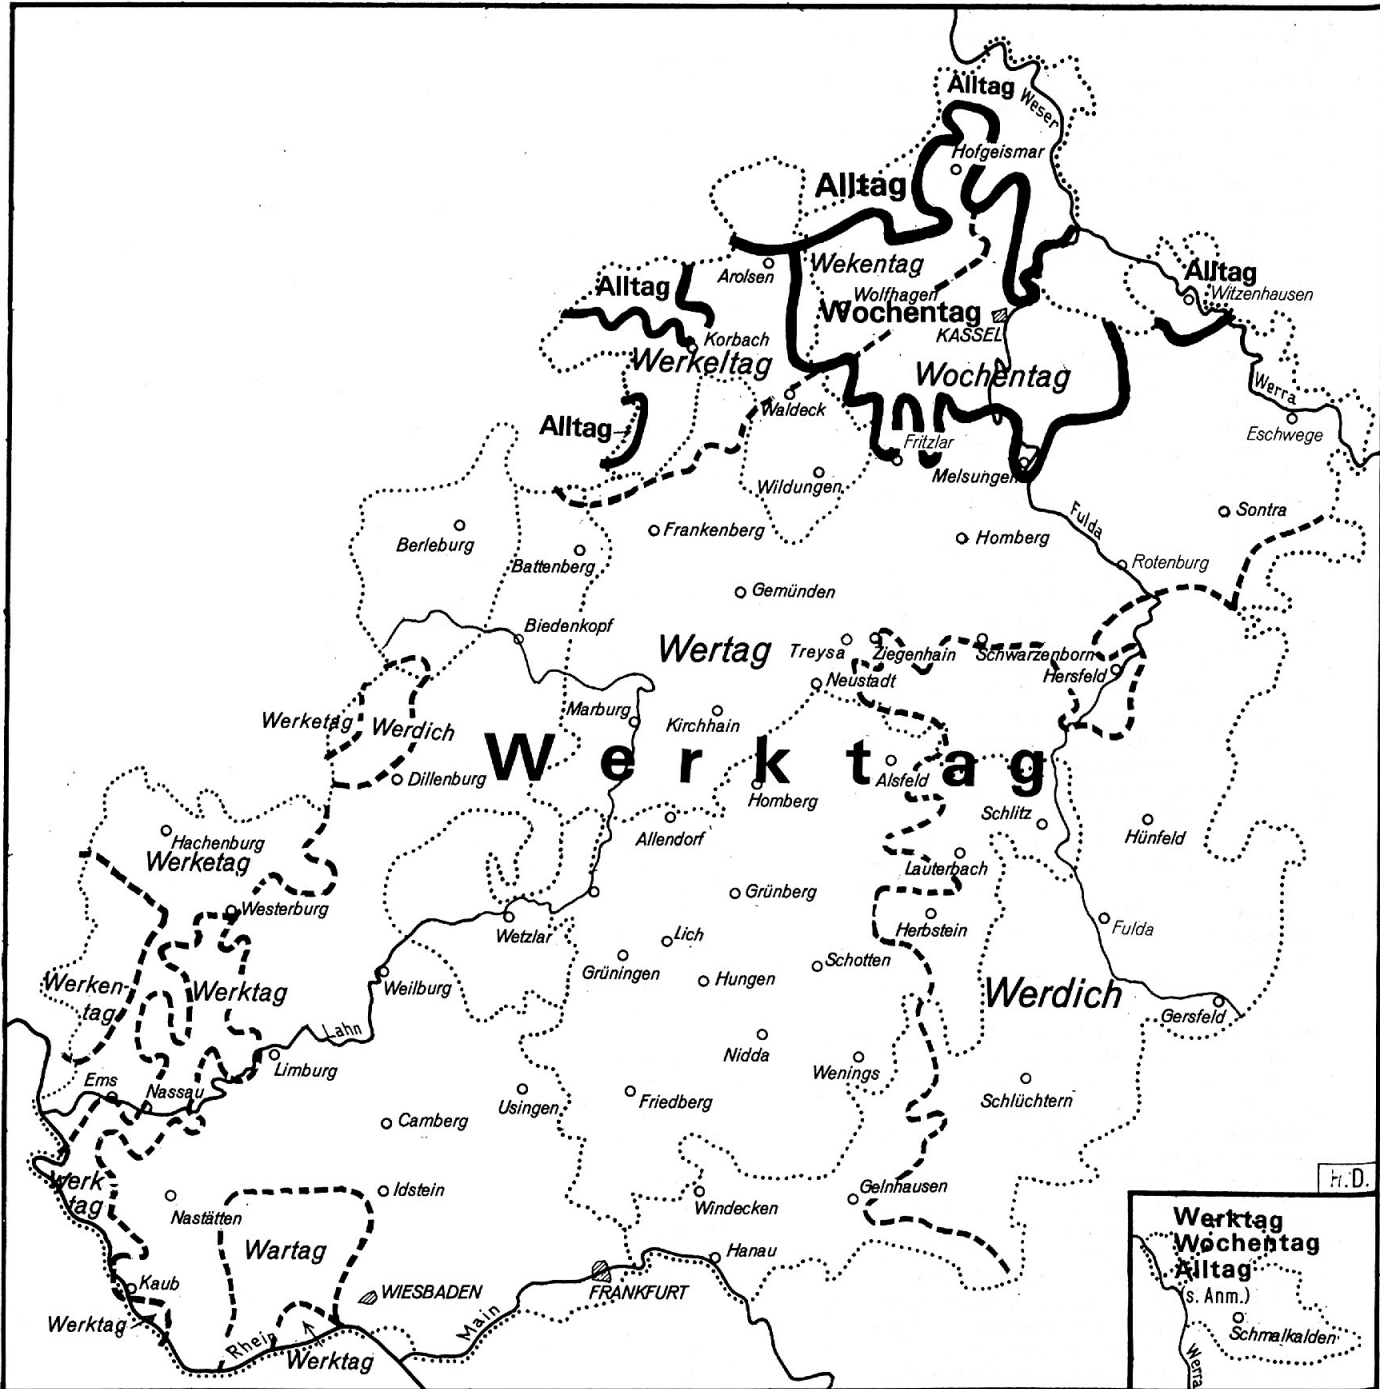 Alltag
Weser
Hofgeismar
Alltag
Arolsen
Wekentag
Alltag
Witzenhausen
Alltag
Wolfhagen
Wochentag
KASSEL
Korbach
Werkeltag
Wochentag
Werra
Waldeck
Alltag
Fritzlar
Eschwege
Melsungen
Wildungen
Fulda
Sontra
Berleburg
Frankenberg
Homberg
Battenberg
Rotenburg
Gemünden
Biedenkopf
Wertag
Treysa
Ziegenhain
Schwarzenborn
Hersfeld
Neustadt
Werketag
Werdich
Marburg
Kirchhain
Werktag
Dillenburg
Alsfeld
Homberg
Schlitz
Hünfeld
Allendorf
Hachenburg
Werketag
Lauterbach
Grünberg
Westerburg
Wetzlar
Lich
Herbstein
Fulda
Grüningen
Schotten
Hungen
Werken-
tag
Werktag
Weilburg
Werdich
Gersfeld
Lahn
Nidda
Limburg
Ems
Nassau
Wenings
Usingen
Friedberg
Schlüchtern
Camberg
Werk
tag
Idstein
Gelnhausen
Windecken
Nastätten
Wartag
Hanau
Kaub
WIESBADEN
FRANKFURT
Werktag
Rhein
Werktag
Main
H.D.
Werktag
Wochentag
Alltag
(s. Anm.)
Schmalkalden
Werra